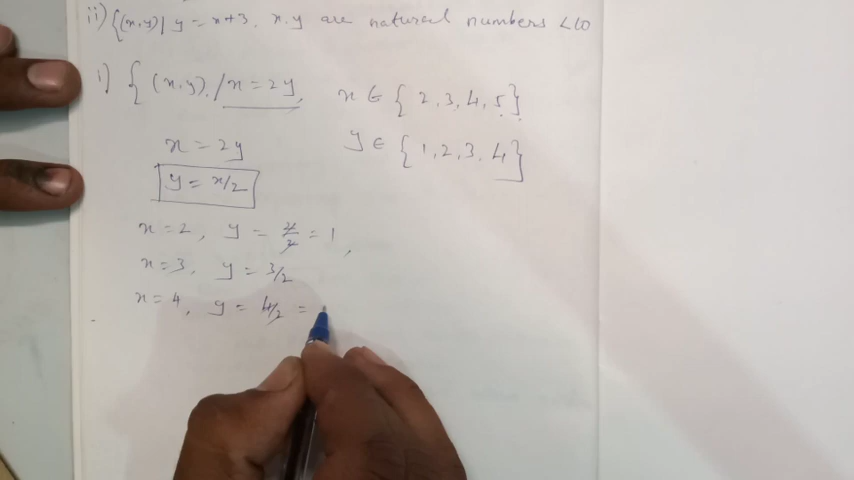 ii) {(x,y)| y = x+3, x,y are natural numbers <10
i) { (x,y) / x = 2y, x ∈ { 2, 3, 4, 5 }
y ∈ { 1, 2, 3, 4 }
x = 2y
y = x/2
x = 2, y = 2/2 = 1,
x = 3, y = 3/2
x = 4, y = 4/2 =